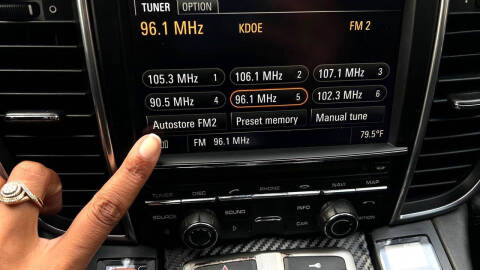 TUNER OPTION
96.1 MHz KDOE FM 2
105.3 MHz 1 106.1 MHz 2 107.1 MHz 3
90.5 MHz 4 96.1 MHz 5 102.3 MHz 6
Autostore FM2 Preset memory Manual tune
FM 96.1 MHz 79.5°F
TUNER DISC PHONE NAVI MAP
SOURCE SOUND INFO
CAR